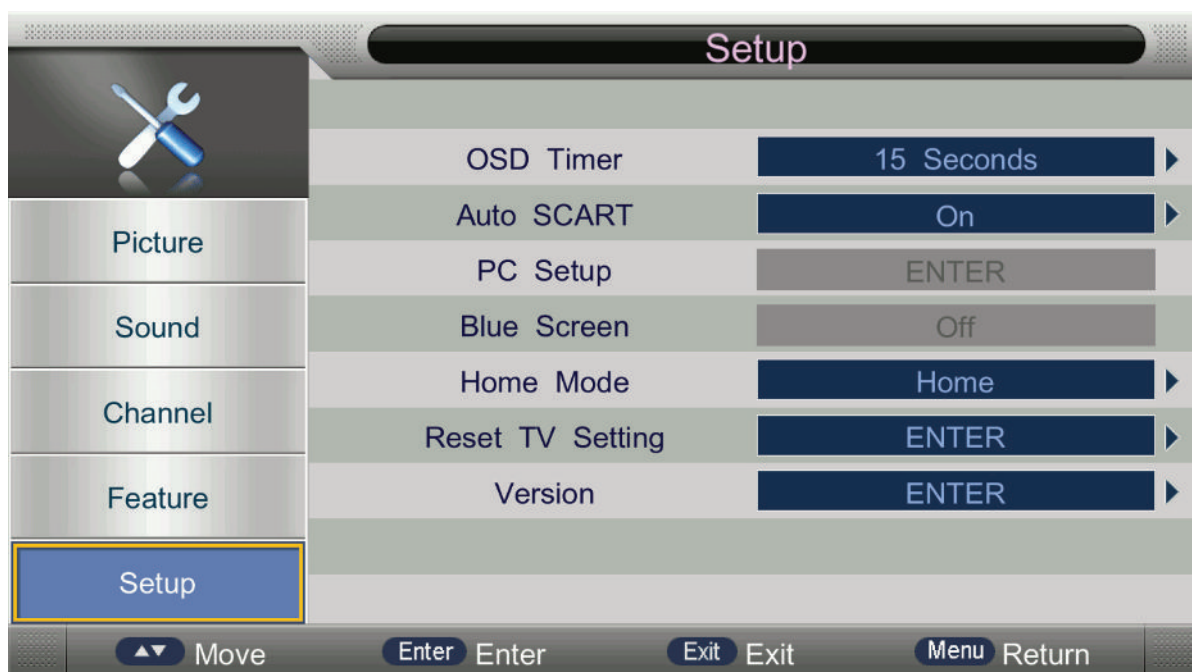 Setup
OSD Timer 15 Seconds
Auto SCART On
Picture
PC Setup ENTER
Sound
Blue Screen Off
Home Mode Home
Channel
Reset TV Setting ENTER
Feature
Version ENTER
Setup
▲▼ Move Enter Enter Exit Exit Menu Return